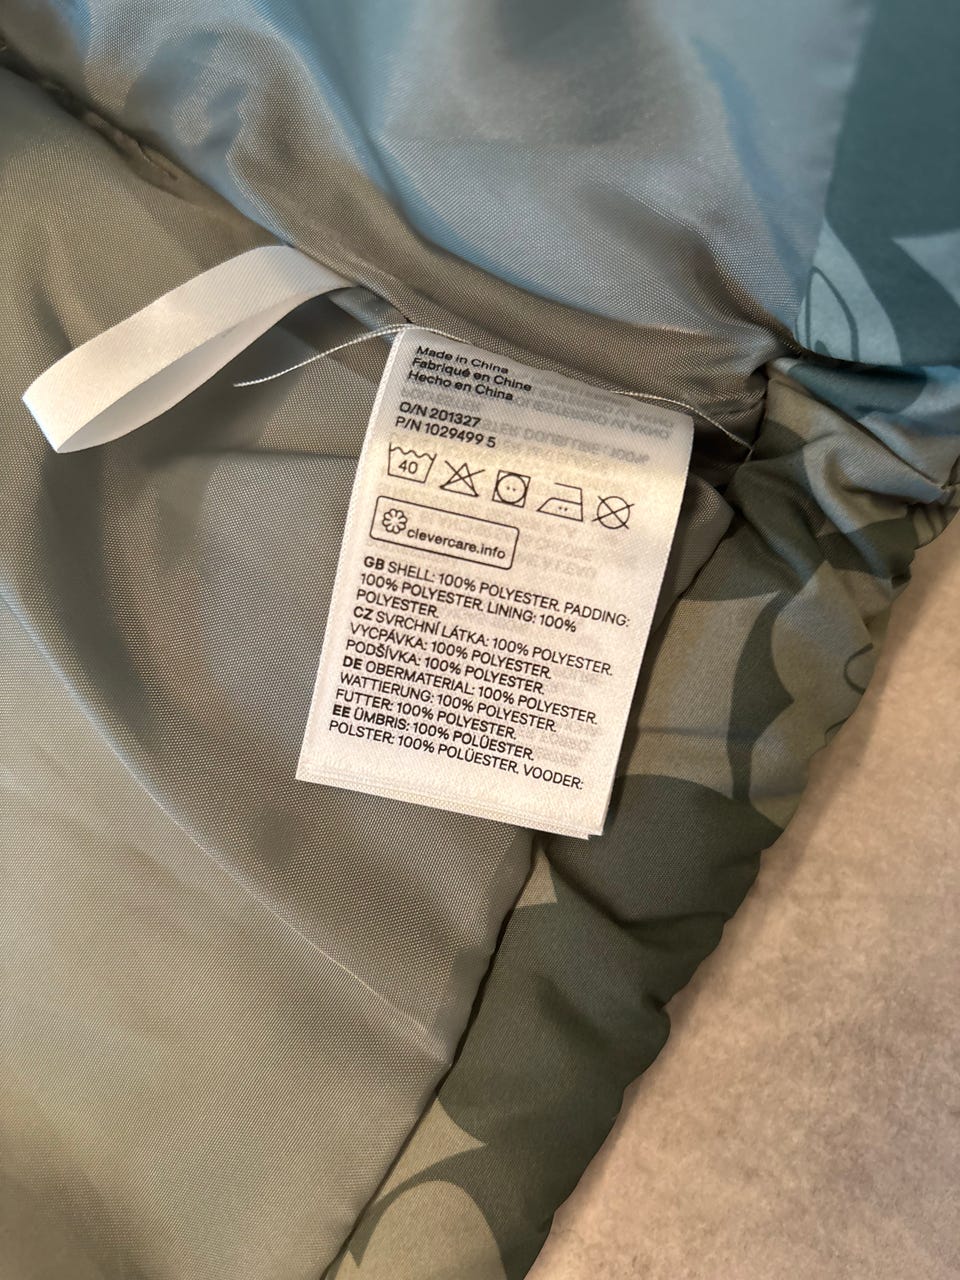 Made in China
Fabriqué en Chine
Hecho en China
O/N 201327
P/N 1029499 5
40
clevercare.info
GB SHELL: 100% POLYESTER. PADDING:
100% POLYESTER. LINING: 100%
POLYESTER.
CZ SVRCHNÍ LÁTKA: 100% POLYESTER.
VYCPÁVKA: 100% POLYESTER.
PODŠÍVKA: 100% POLYESTER.
DE OBERMATERIAL: 100% POLYESTER.
WATTIERUNG: 100% POLYESTER.
FUTTER: 100% POLYESTER.
EE ÜMBRIS: 100% POLÜESTER.
POLSTER: 100% POLÜESTER. VOODER: